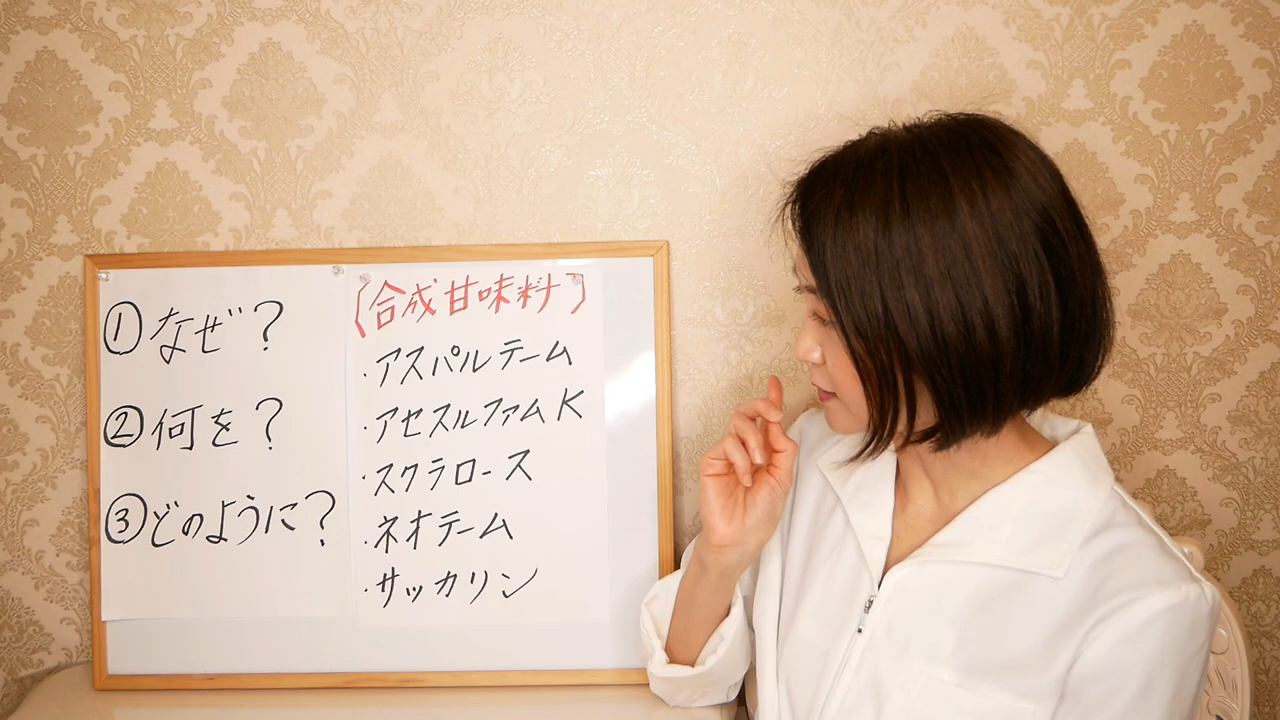 ①なぜ?
②何を?
③どのように?
[合成甘味料]
・アスパルテーム
・アセスルファムK
・スクラロース
・ネオテーム
・サッカリン